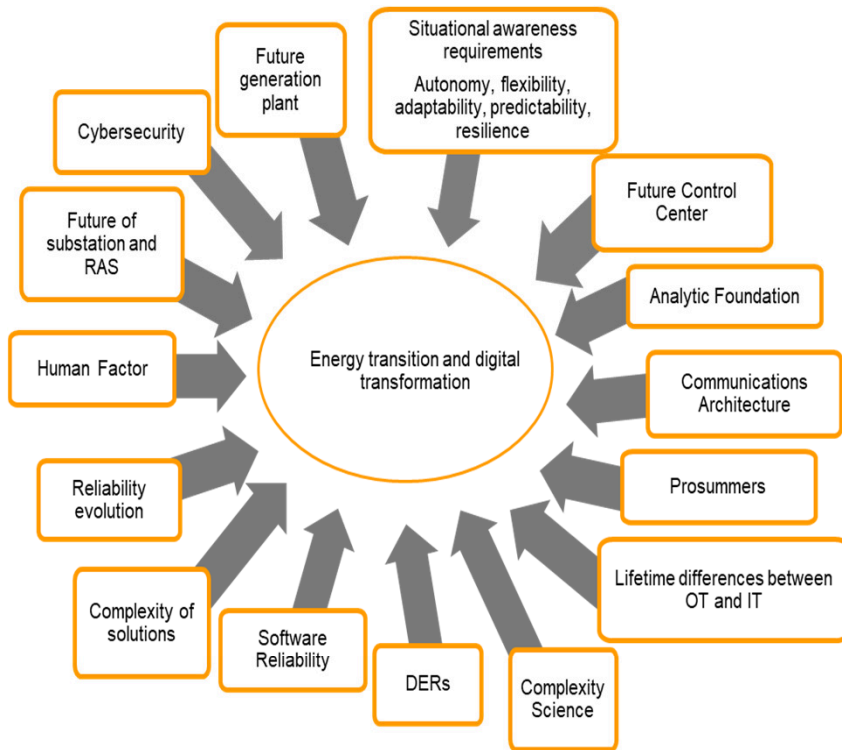 Situational awareness
requirements
Autonomy, flexibility,
adaptability, predictability,
resilience
Future
generation
plant
Cybersecurity
Future Control
Center
Future of
substation and
RAS
Analytic Foundation
Energy transition and digital
transformation
Human Factor
Communications
Architecture
Reliability
evolution
Prosummers
Lifetime differences between
OT and IT
Complexity of
solutions
Software
Reliability
DERs
Complexity
Science